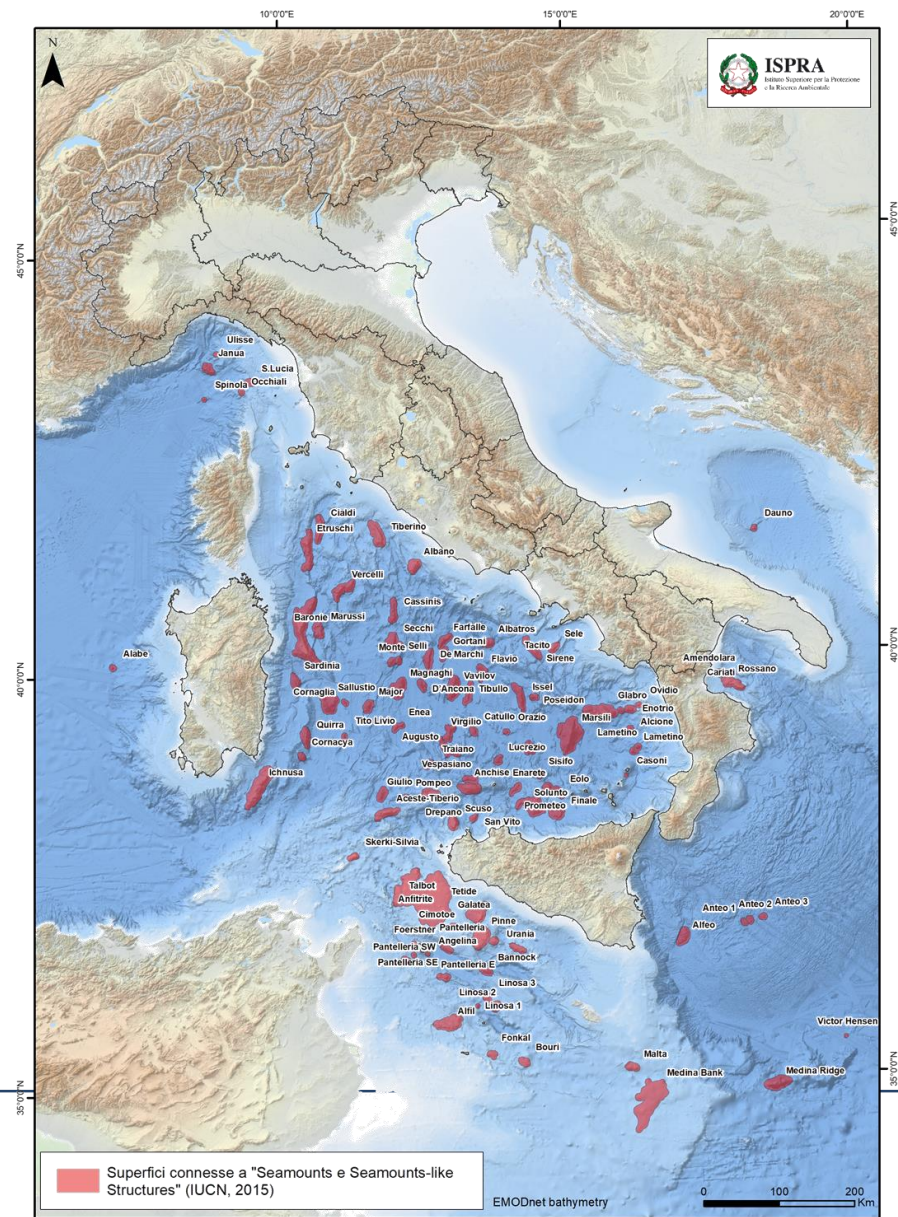 10°0'0"E 15°0'0"E 20°0'0"E
N
ISPRA
Istituto Superiore per la Protezione
e la Ricerca Ambientale
45°0'0"N
45°0'0"N
Ulisse
Janua
S.Lucia
Spinola Occhiali
Dauno
Cialdi
Etruschi Tiberino
Albano
Vercelli
Cassinis
Baronie Marussi
Secchi Farfalle Albatros
Gortani Sele
Monte Selli Tacito
De Marchi
Flavio Sirene
Alabe
40°0'0"N
40°0'0"N
Amendolara
Cariati Rossano
Sardinia
Magnaghi Vavilov
Cornaglia Sallustio Major D'Ancona Tibullo Issel
Glabro Ovidio
Poseidon
Enotrio
Quirra Tito Livio Enea Virgilio Catullo Orazio Marsili
Alcione
Cornacya Augusto Lametino Lametino
Traiano Lucrezio
Vespasiano Sisifo Casoni
Ichnusa
Anchise Enarete
Giulio Pompeo Eolo
Solunto
Aceste-Tiberio Prometeo Finale
Drepano Scuso
San Vito
Skerki-Silvia
Talbot Tetide
Anfitrite Galatea
Cimotoe Pinne
Foerstner Pantelleria Urania
Angelina
Pantelleria SW
Bannock
Pantelleria SE Pantelleria E
Linosa 3
Linosa 2
Linosa 1
Alfil
Fonkal
Bouri
Anteo 1 Anteo 2 Anteo 3
Alfeo
Victor Hensen
Malta
Medina Bank Medina Ridge
35°0'0"N
35°0'0"N
Superfici connesse a "Seamounts e Seamounts-like
Structures" (IUCN, 2015)
EMODnet bathymetry
0 100 200
Km